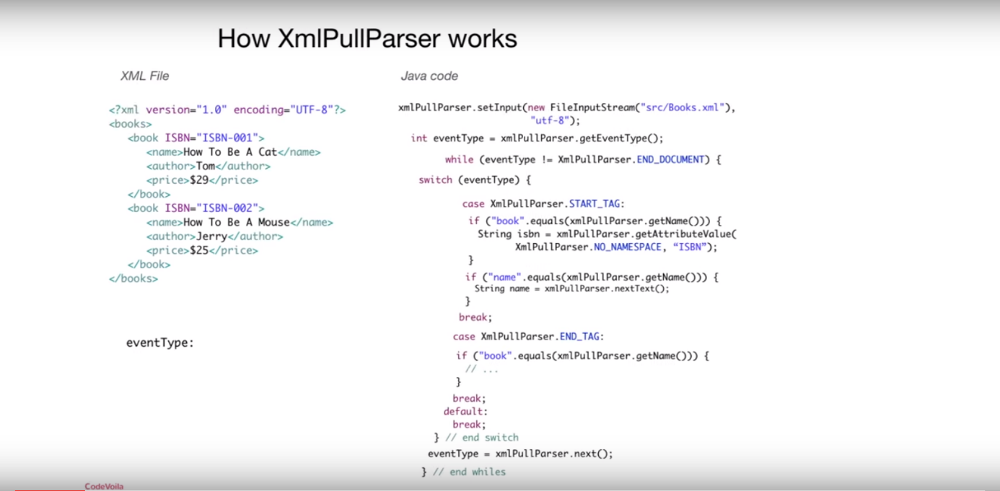 How XmlPullParser works
XML File
<?xml version="1.0" encoding="UTF-8"?>
<books>
<book ISBN="ISBN-001">
<name>How To Be A Cat</name>
<author>Tom</author>
<price>$29</price>
</book>
<book ISBN="ISBN-002">
<name>How To Be A Mouse</name>
<author>Jerry</author>
<price>$25</price>
</book>
</books>
eventType:
Java code
xmlPullParser.setInput(new FileInputStream("src/Books.xml"),
"utf-8");
int eventType = xmlPullParser.getEventType();
while (eventType != XmlPullParser.END_DOCUMENT) {
switch (eventType) {
case XmlPullParser.START_TAG:
if ("book".equals(xmlPullParser.getName())) {
String isbn = xmlPullParser.getAttributeValue(
XmlPullParser.NO_NAMESPACE, “ISBN”);
}
if ("name".equals(xmlPullParser.getName())) {
String name = xmlPullParser.nextText();
}
break;
case XmlPullParser.END_TAG:
if ("book".equals(xmlPullParser.getName())) {
// ...
}
break;
default:
break;
} // end switch
eventType = xmlPullParser.next();
} // end whiles
CodeVoila